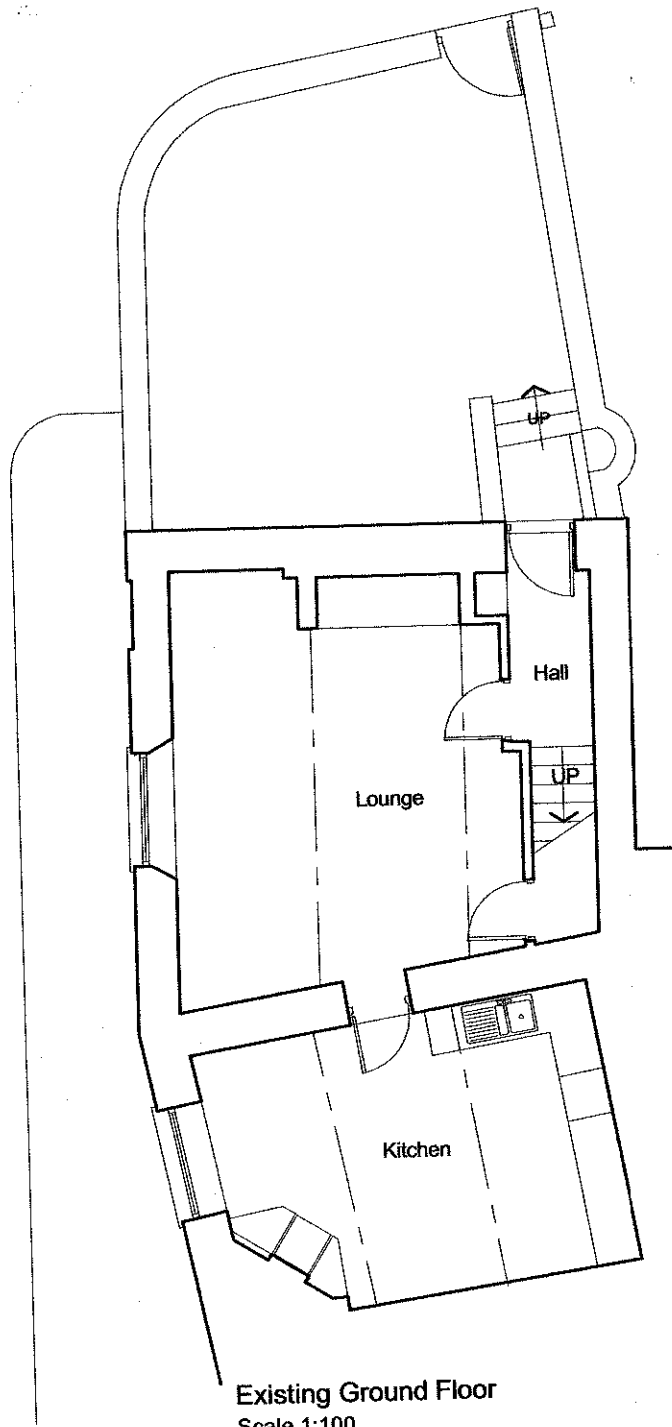 UP
Hall
UP
Lounge
Kitchen
Existing Ground Floor
Scale 1:100